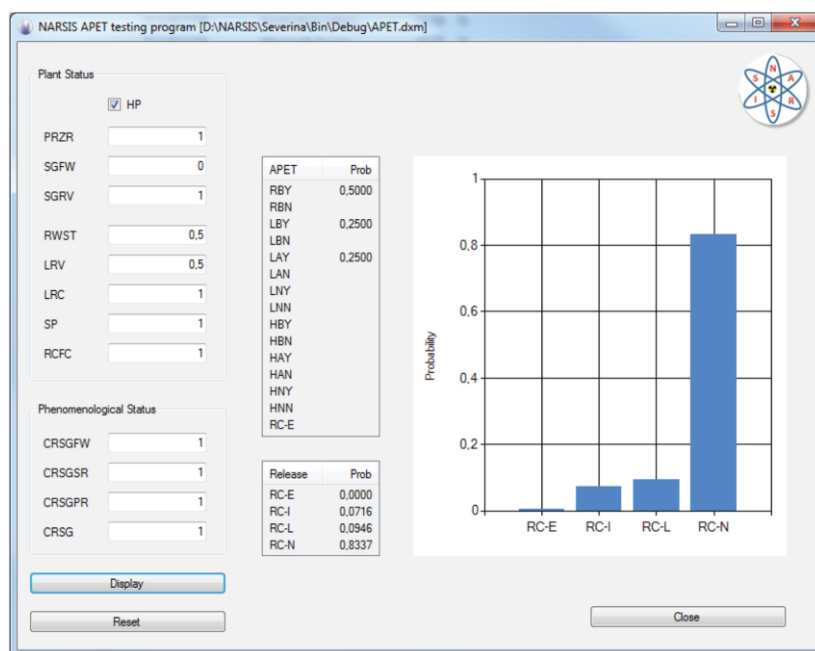 NARSIS APET testing program [D:\NARSIS\Severina\Bin\Debug\APET.dxm]
N A R S I S
Plant Status
HP
PRZR 1
SGFW 0
SGRV 1
RWST 0,5
LRV 0,5
LRC 1
SP 1
RCFC 1
Phenomenological Status
CRSGFW 1
CRSGSR 1
CRSGPR 1
CRSG 1
Display
Reset
APET Prob
RBY 0,5000
RBN
LBY 0,2500
LBN
LAY 0,2500
LAN
LNY
LNN
HBY
HBN
HAY
HAN
HNY
HNN
RC-E
Release Prob
RC-E 0,0000
RC-I 0,0716
RC-L 0,0946
RC-N 0,8337
Probability
1
0,8
0,6
0,4
0,2
0
RC-E RC-I RC-L RC-N
Close